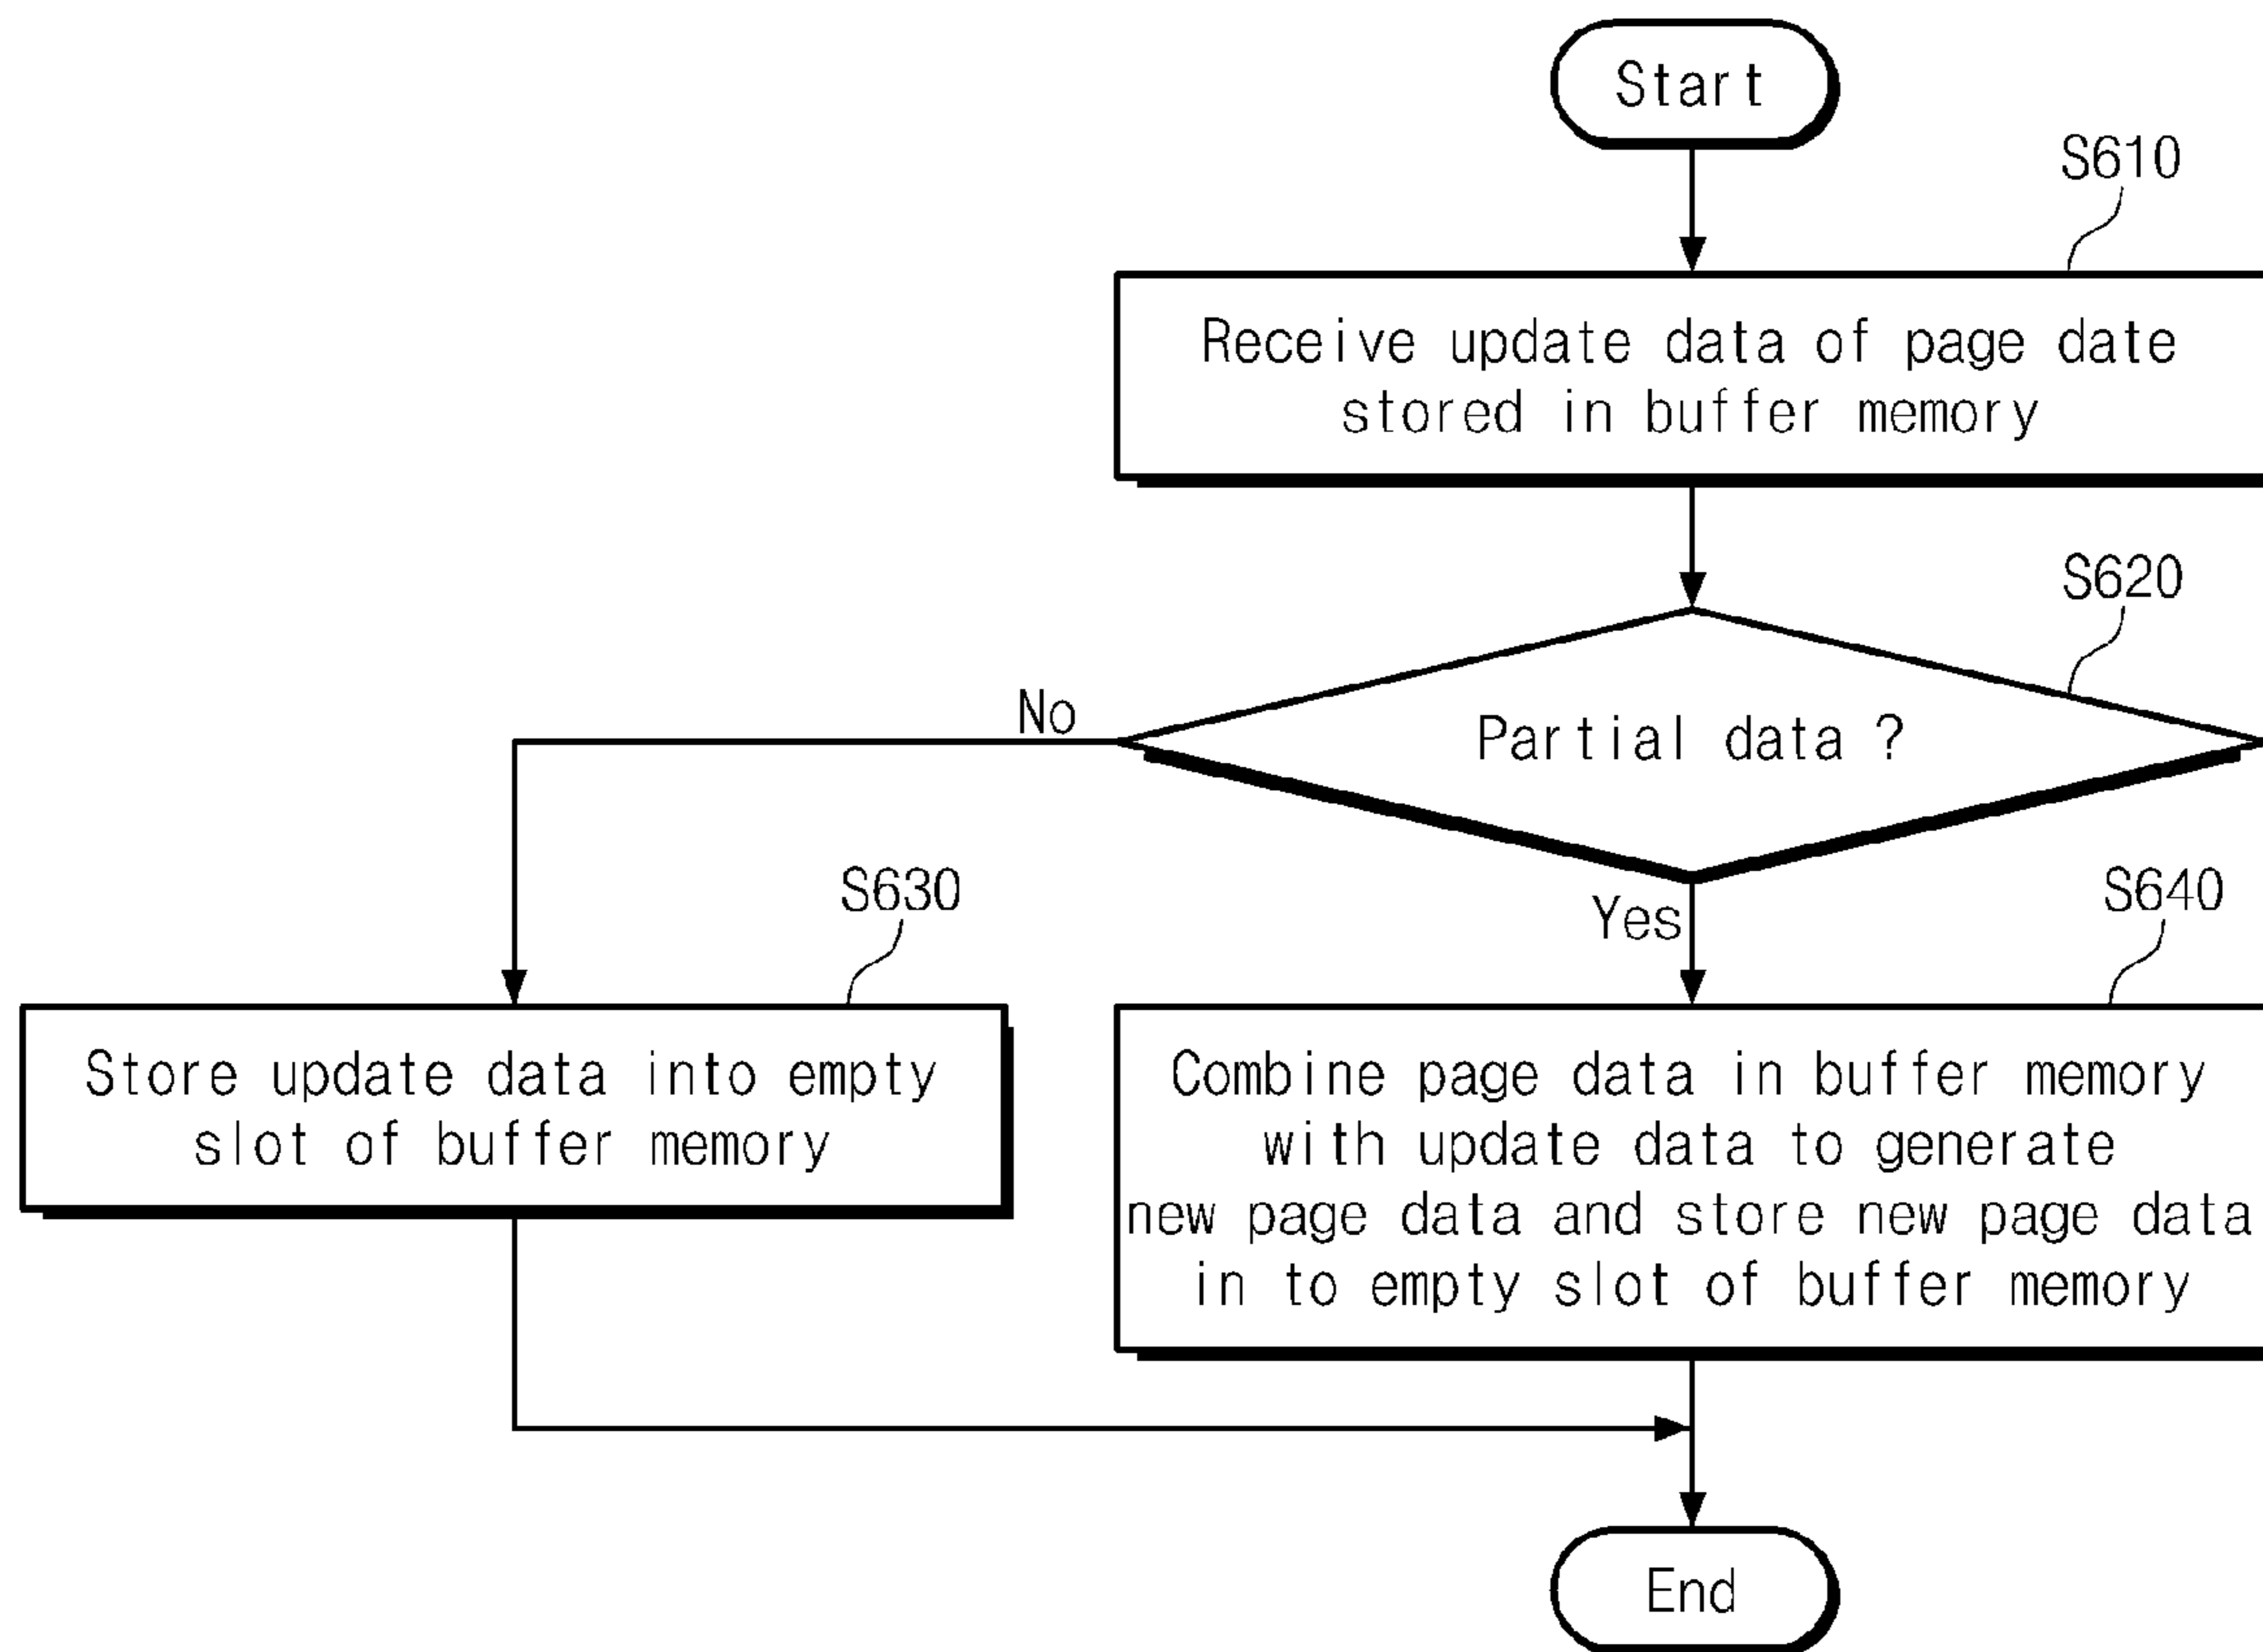 Start
S610
Receive update data of page date
stored in buffer memory
S620
Partial data ?
No
Yes
S630
Store update data into empty
slot of buffer memory
S640
Combine page data in buffer memory
with update data to generate
new page data and store new page data
in to empty slot of buffer memory
End